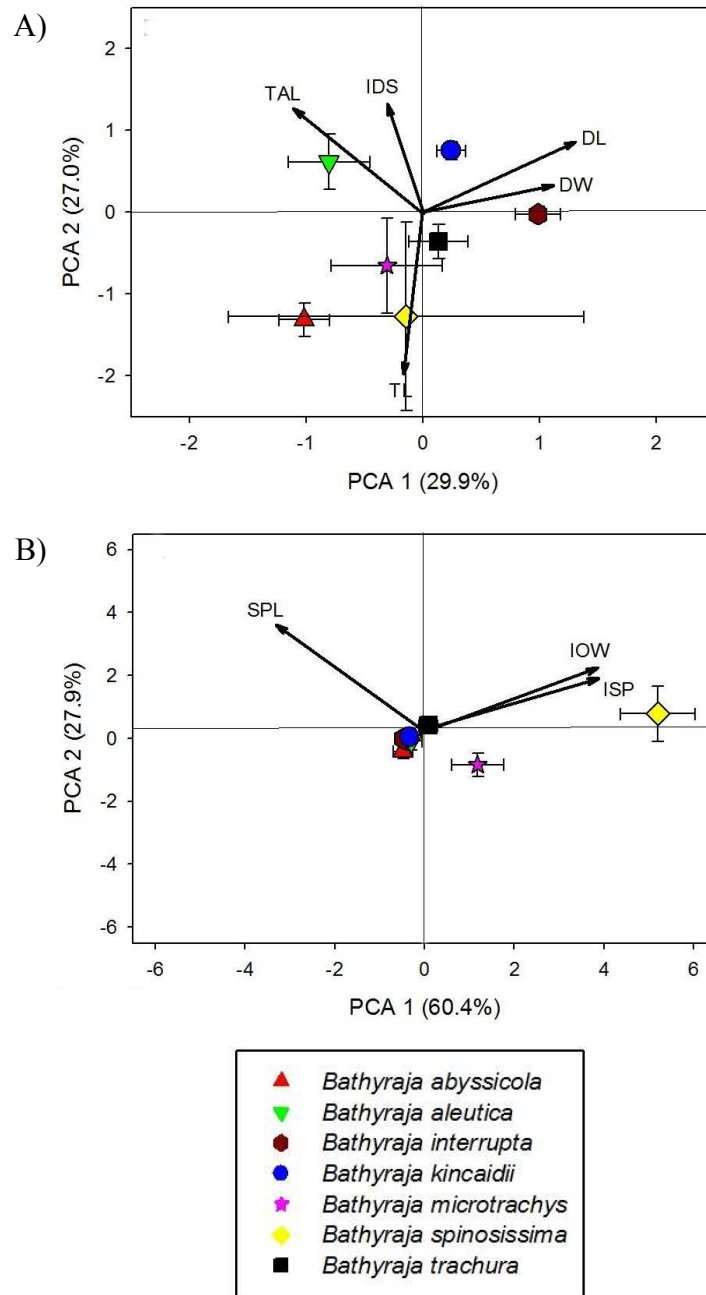 A)
TAL
IDS
DL
DW
PCA 2 (27.0%)
2
1
0
-1
-2
-2
-1
0
1
2
PCA 1 (29.9%)
B)
SPL
IOW
ISP
PCA 2 (27.9%)
6
4
2
0
-2
-4
-6
-6
-4
-2
0
2
4
6
PCA 1 (60.4%)
Bathyraja abyssicola
Bathyraja aleutica
Bathyraja interrupta
Bathyraja kincaidii
Bathyraja microtrachys
Bathyraja spinosissima
Bathyraja trachura